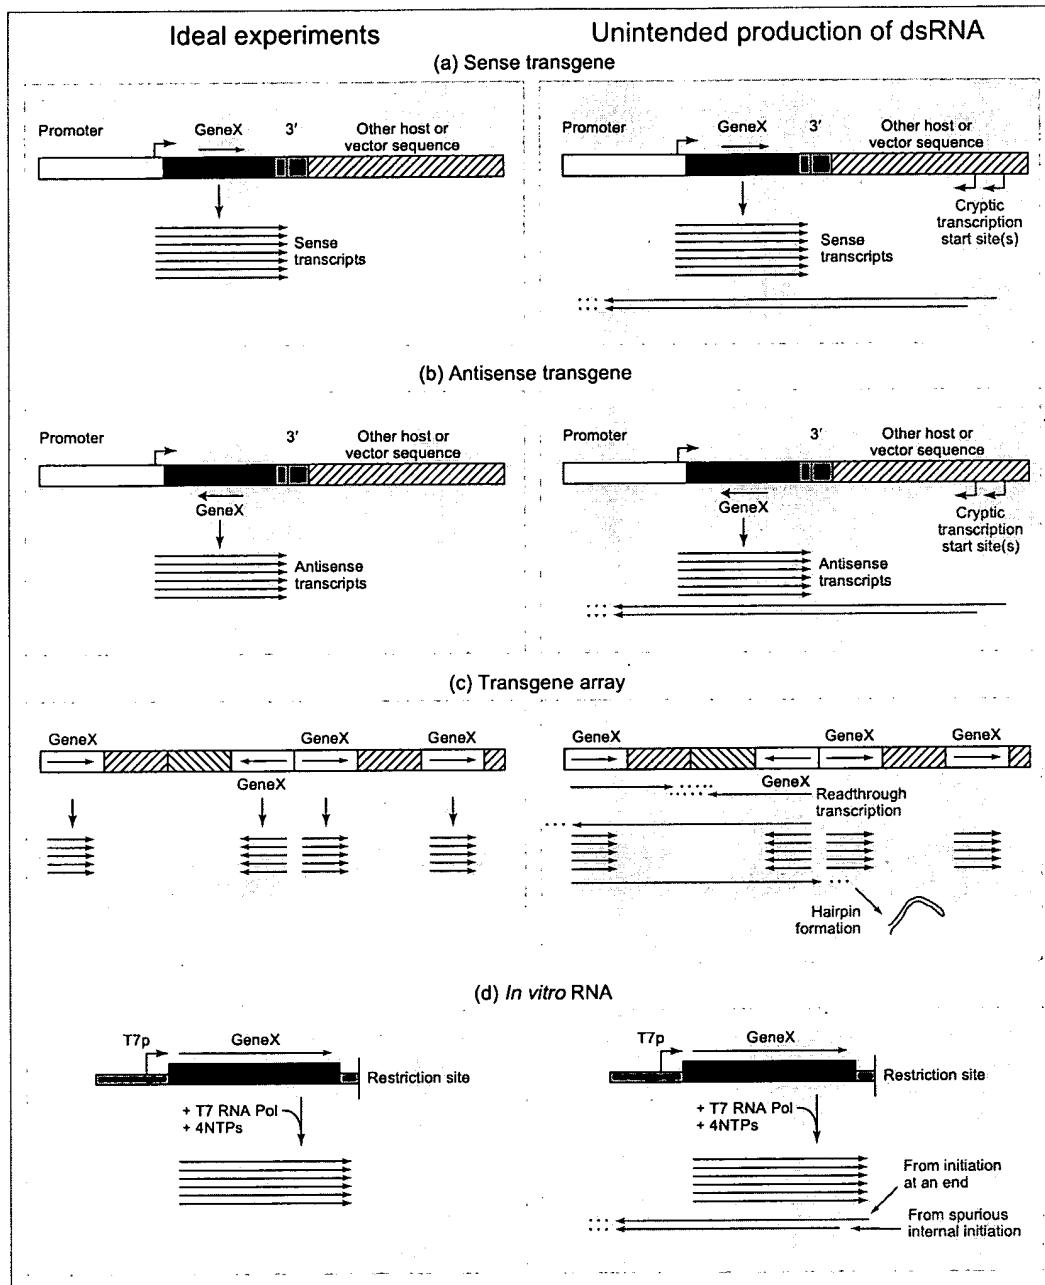 Ideal experiments
Unintended production of dsRNA
(a) Sense transgene
Promoter
GeneX
3′
Other host or
vector sequence
Sense
transcripts
Promoter
GeneX
3′
Other host or
vector sequence
Cryptic
transcription
start site(s)
Sense
transcripts
(b) Antisense transgene
Promoter
3′
Other host or
vector sequence
GeneX
Antisense
transcripts
Promoter
3′
Other host or
vector sequence
GeneX
Cryptic
transcription
start site(s)
Antisense
transcripts
(c) Transgene array
GeneX
GeneX
GeneX
GeneX
GeneX
GeneX
GeneX
GeneX
Readthrough
transcription
Hairpin
formation
(d) In vitro RNA
T7p
GeneX
Restriction site
+ T7 RNA Pol
+ 4NTPs
T7p
GeneX
Restriction site
+ T7 RNA Pol
+ 4NTPs
From initiation
at an end
From spurious
internal initiation